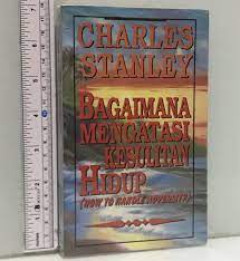 CHARLES
STANLEY
BAGAIMANA
MENGATASI
KESULITAN
HIDUP
(HOW TO HANDLE ADVERSITY)